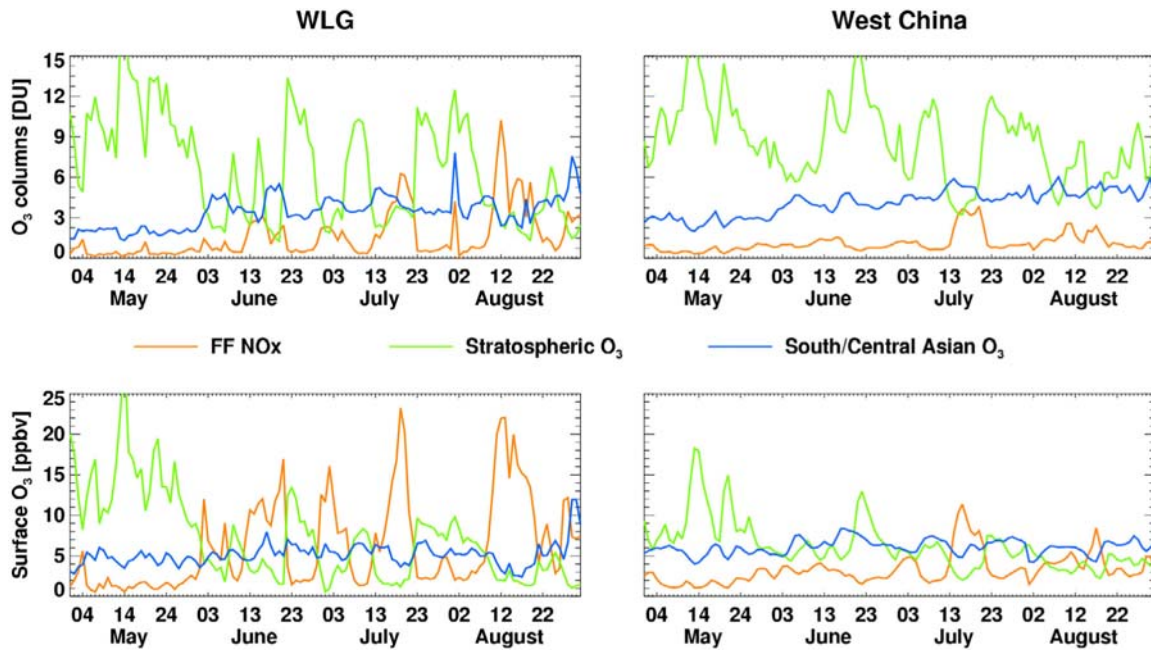 WLG
West China
O₃ columns [DU]
15
12
9
6
3
0
04 14 24 03 13 23 03 13 23 02 12 22
May June July August
04 14 24 03 13 23 03 13 23 02 12 22
May June July August
FF NOx
Stratospheric O₃
South/Central Asian O₃
Surface O₃ [ppbv]
25
20
15
10
5
0
04 14 24 03 13 23 03 13 23 02 12 22
May June July August
04 14 24 03 13 23 03 13 23 02 12 22
May June July August